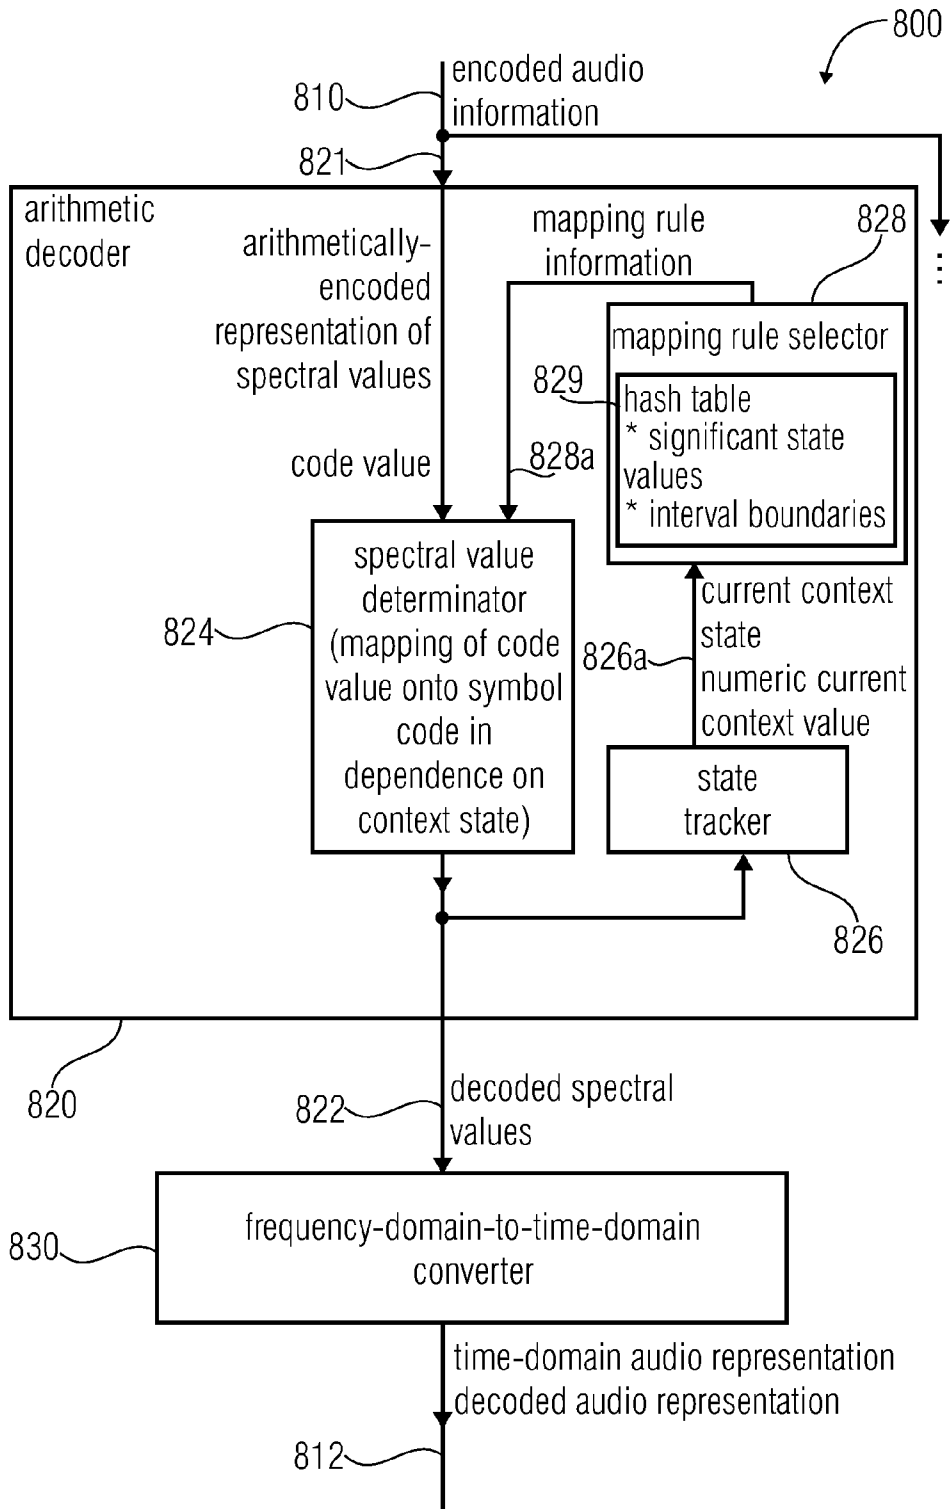 800
encoded audio
information
810
821
arithmetic
decoder
arithmetically-
encoded
representation of
spectral values
code value
mapping rule
information
828
...
mapping rule selector
829
hash table
* significant state
values
* interval boundaries
828a
spectral value
determinator
(mapping of code
value onto symbol
code in
dependence on
context state)
824
current context
state
numeric current
context value
826a
state
tracker
826
820
822
decoded spectral
values
frequency-domain-to-time-domain
converter
830
time-domain audio representation
decoded audio representation
812